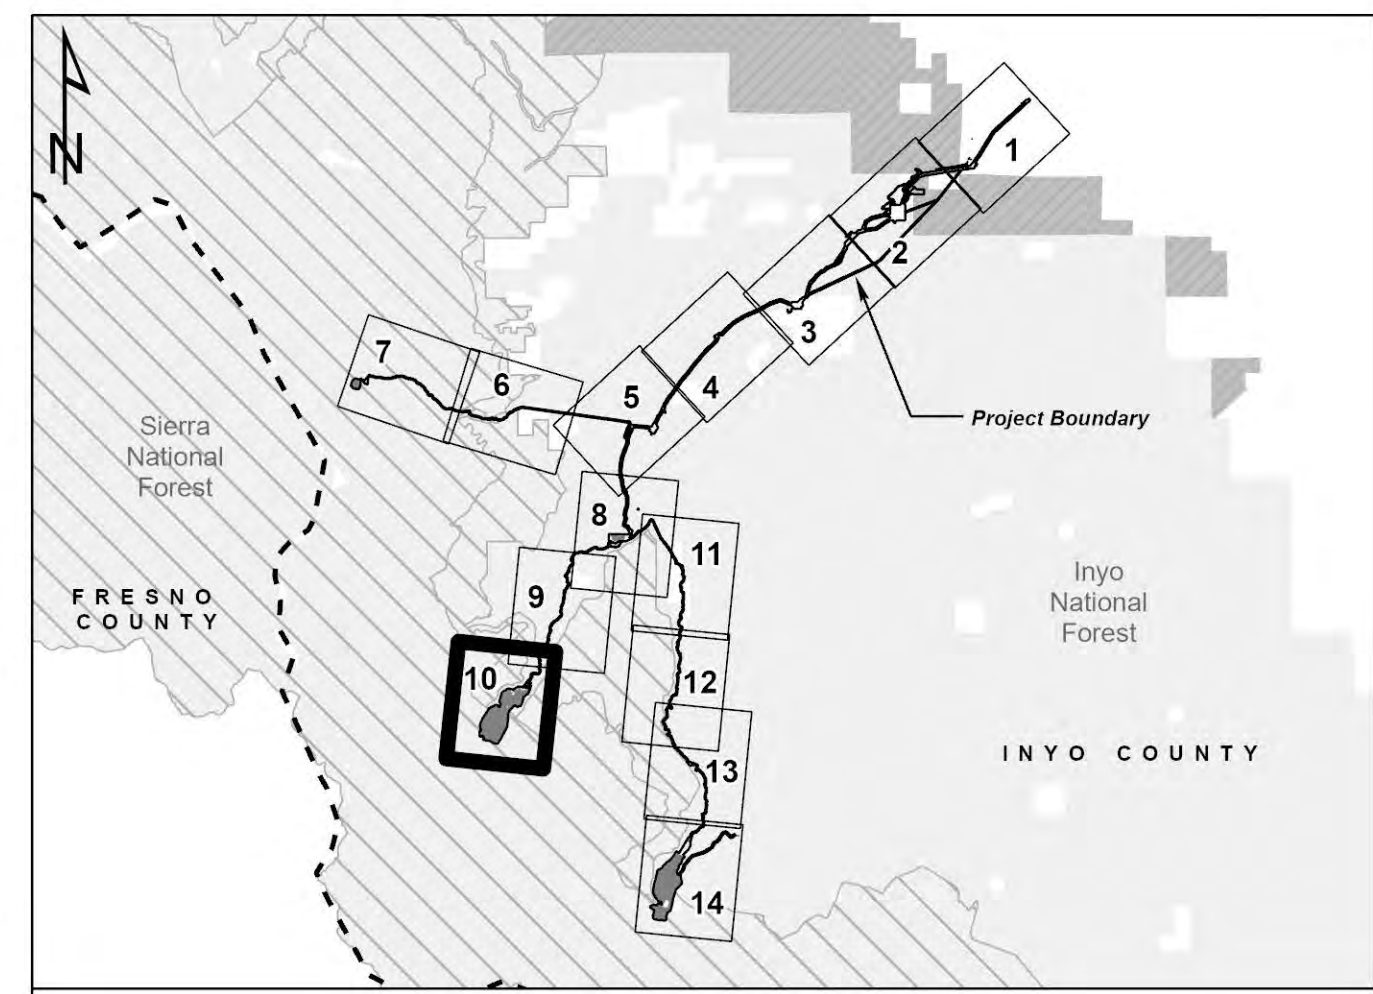 N
1
2
3
4
5
6
7
Project Boundary
Sierra
National
Forest
8
11
Inyo
National
Forest
9
FRESNO
COUNTY
10
12
INYO COUNTY
13
14